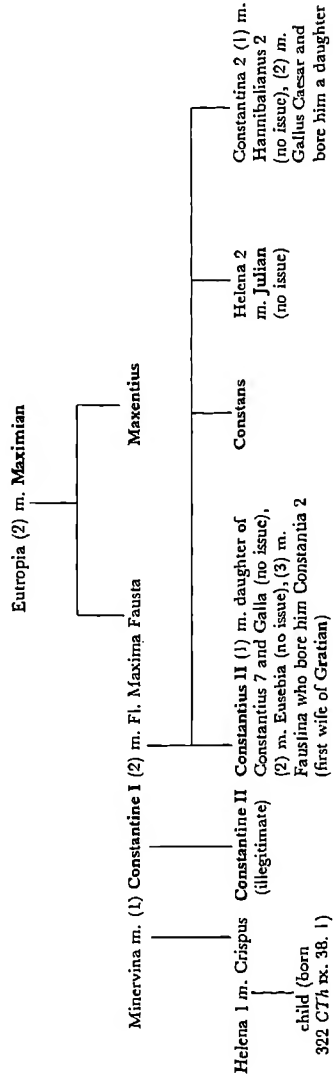 Eutropia (2) m. Maximian
Maxentius
Minervina m. (1) Constantine I (2) m. Fl. Maxima Fausta
Helena 1 m. Crispus
child (born
322 CTh IX. 38. 1)
Constantine II
(illegitimate)
Constantius II (1) m. daughter of
Constantius 7 and Galla (no issue),
(2) m. Eusebia (no issue), (3) m.
Faustina who bore him Constantia 2
(first wife of Gratian)
Constans
Helena 2
m. Julian
(no issue)
Constantina 2 (1) m.
Hannibalianus 2
(no issue), (2) m.
Gallus Caesar and
bore him a daughter